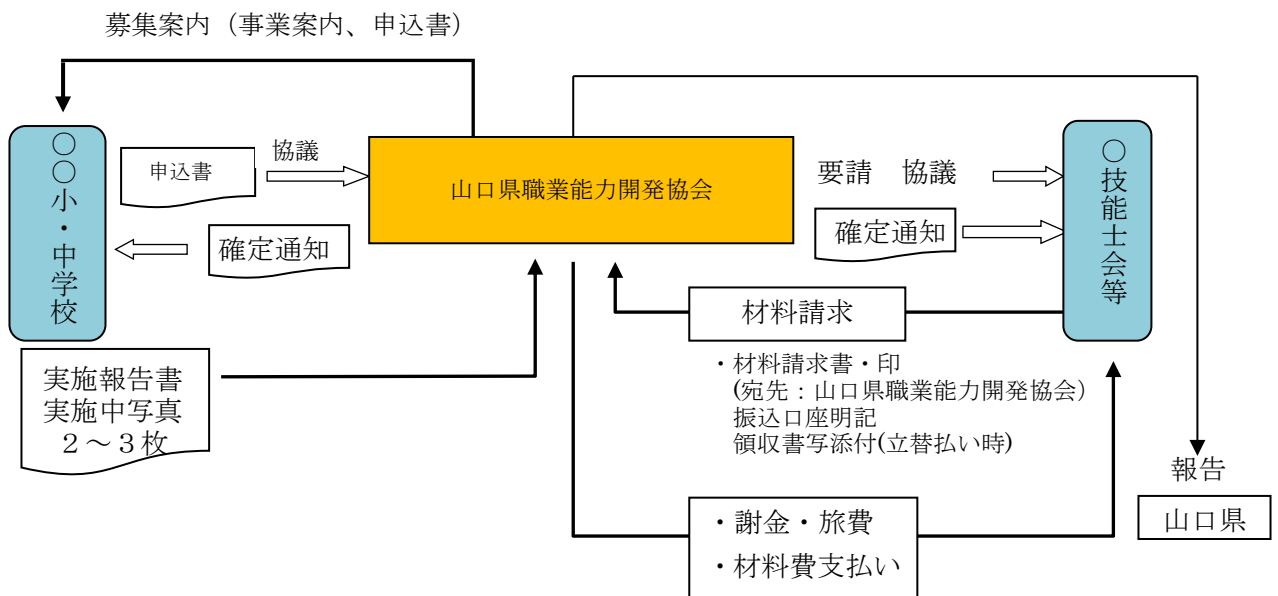 募集案内（事業案内、申込書）
〇〇小・中学校
申込書
協議
確定通知
山口県職業能力開発協会
要請　協議
確定通知
〇技能士会等
材料請求
・材料請求書・印
(宛先：山口県職業能力開発協会）
振込口座明記
領収書写添付(立替払い時)
実施報告書
実施中写真
２～３枚
・謝金・旅費
・材料費支払い
報告
山口県